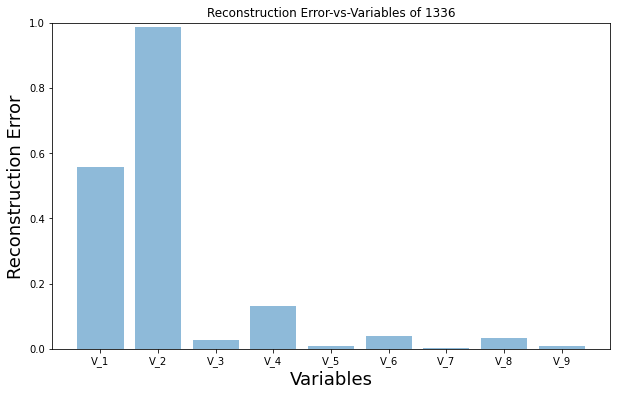 Reconstruction Error-vs-Variables of 1336
1.0
0.8
0.6
0.4
0.2
0.0
Reconstruction Error
V_1 V_2 V_3 V_4 V_5 V_6 V_7 V_8 V_9
Variables